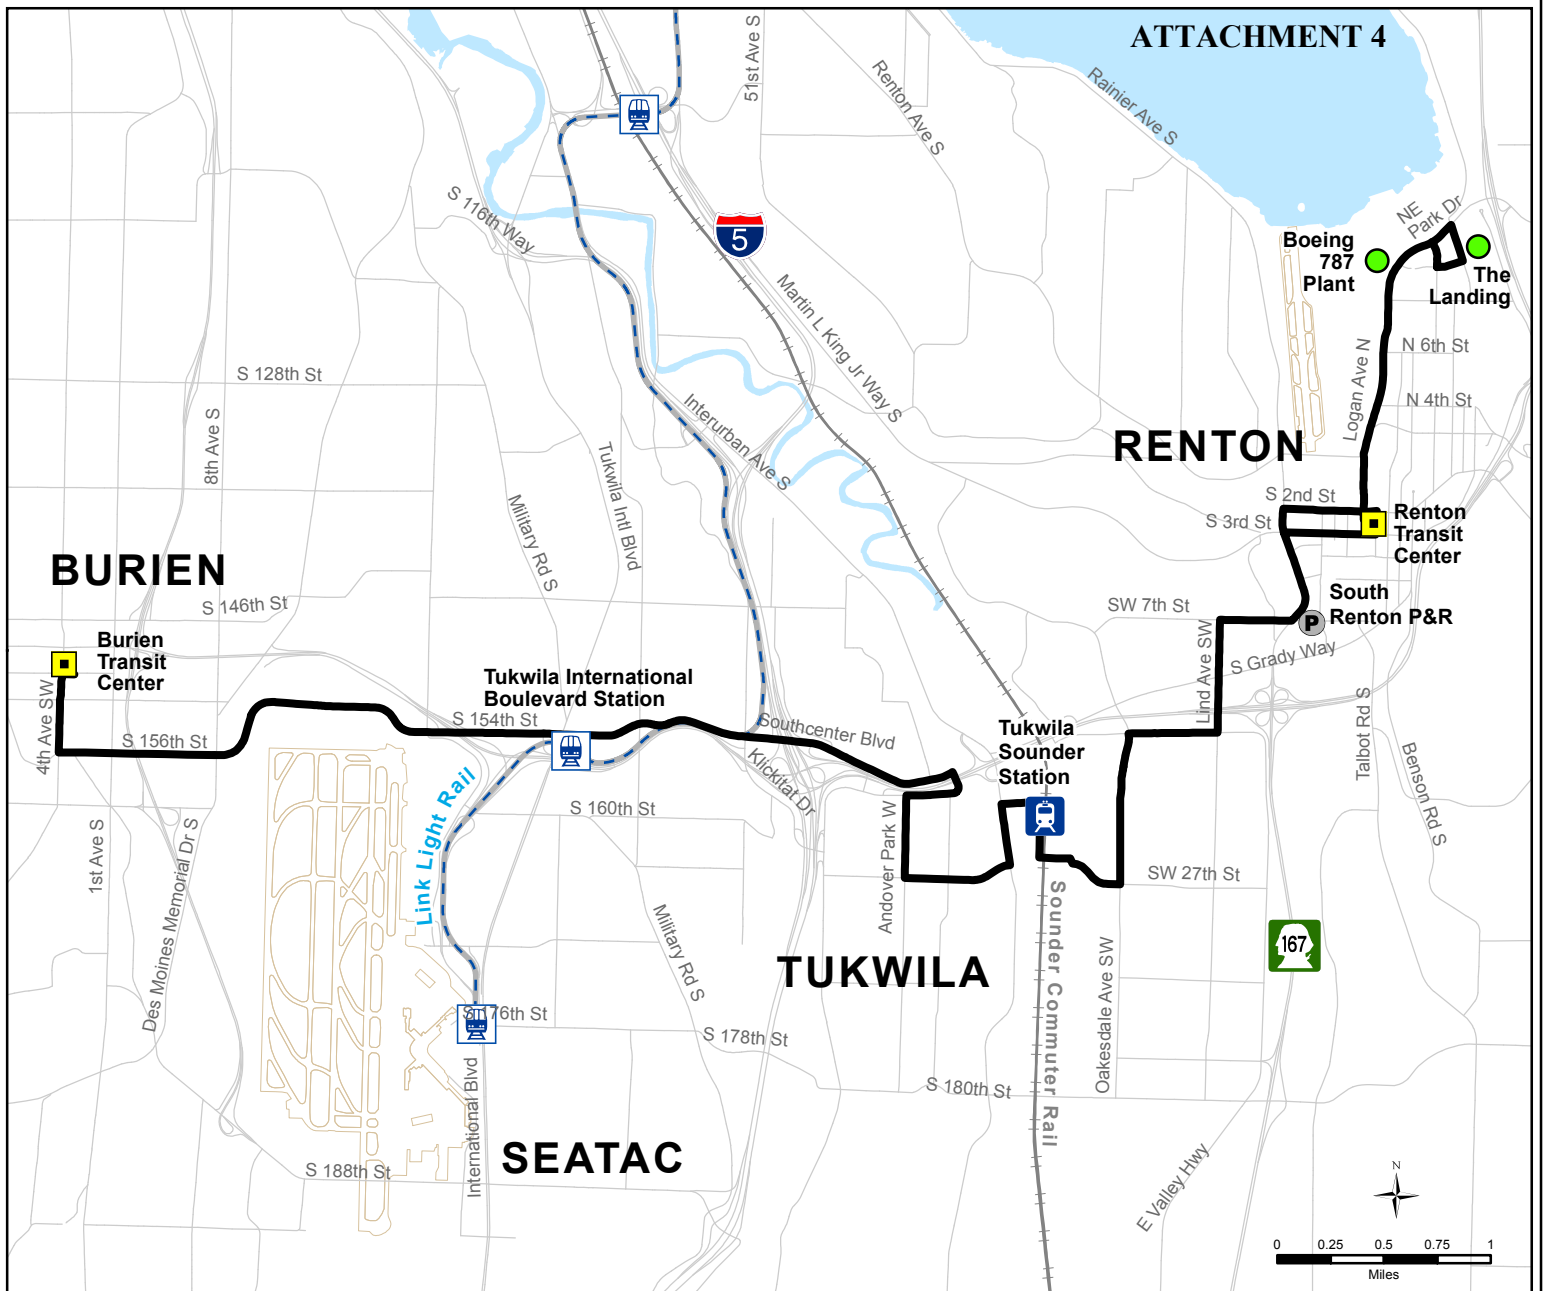 ATTACHMENT 4
51st Ave S
Renton Ave S
Rainier Ave S
S 116th Way
5
NE
Park Dr
Boeing
787
Plant
The
Landing
Martin L King Jr Way S
N 6th St
Logan Ave N
N 4th St
S 128th St
8th Ave S
Interurban Ave S
Tukwila Intl Blvd
Military Rd S
RENTON
S 2nd St
S 3rd St
Renton
Transit
Center
BURIEN
S 146th St
SW 7th St
South
Renton P&R
P
Lind Ave SW
S Grady Way
Burien
Transit
Center
4th Ave SW
S 156th St
Tukwila International
Boulevard Station
S 154th St
Southcenter Blvd
Klickitat Dr
Tukwila
Sounder
Station
Talbot Rd S
Benson Rd S
Link Light Rail
S 160th St
Andover Park W
1st Ave S
Des Moines Memorial Dr S
SW 27th St
Military Rd S
TUKWILA
Sounder Commuter Rail
Oakesdale Ave SW
167
S 176th St
S 178th St
International Blvd
S 180th St
SEATAC
S 188th St
E Valley Hwy
N
0 0.25 0.5 0.75 1
Miles